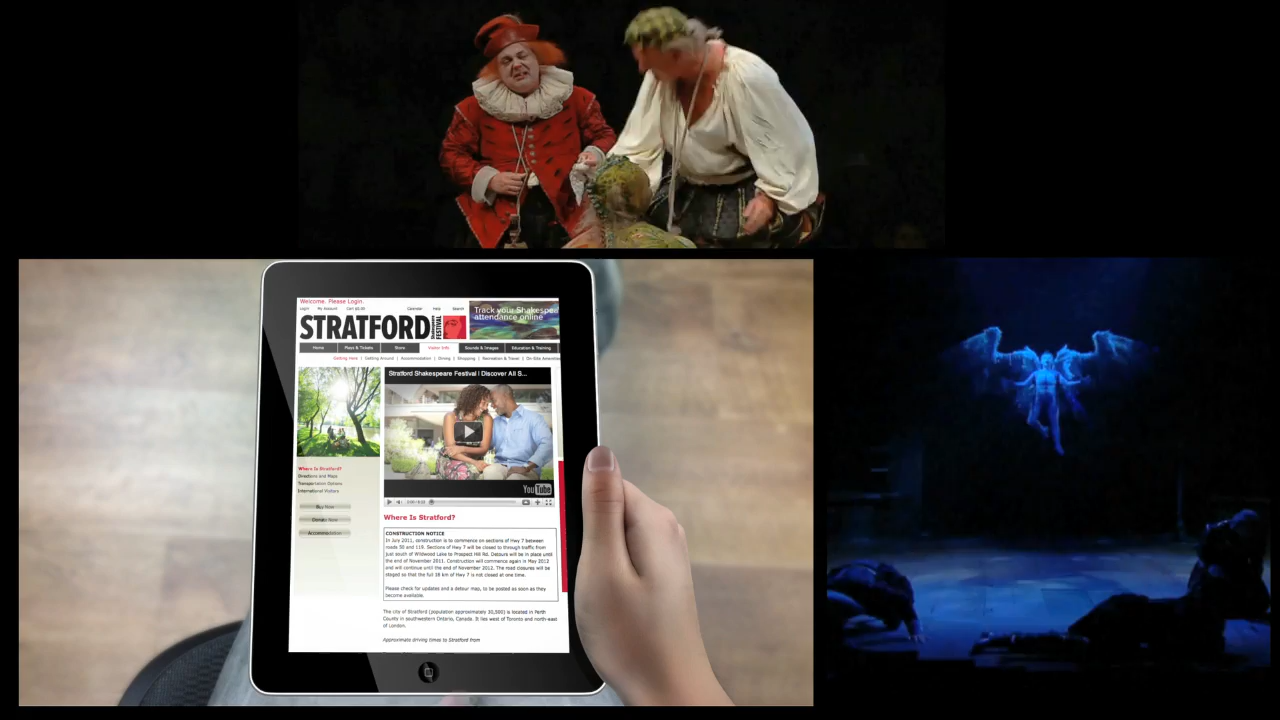 Welcome. Please Login.
Login My Account Cart $0.00 Calendar Help Search
Track your Shakespea
attendance online
STRATFORD
SHAKESPEARE FESTIVAL
Home Plays & Tickets Store Visitor Info Sounds & Images Education & Training
Getting Here | Getting Around | Accommodation | Dining | Shopping | Recreation & Travel | On-Site Amenities
Stratford Shakespeare Festival | Discover All S...
YouTube
Where Is Stratford?
Directions and Maps
Transportation Options
International Visitors
Buy Now
Donate Now
Accommodation
Where Is Stratford?
CONSTRUCTION NOTICE
In July 2011, construction is to commence on sections of Hwy 7 between
roads 50 and 119. Sections of Hwy 7 will be closed to through traffic from
just south of Wildwood Lake to Prospect Hill Rd. Detours will be in place until
the end of November 2011. Construction will commence again in May 2012
and will continue until the end of November 2012. The road closures will be
staged so that the full 18 km of Hwy 7 is not closed at one time.
Please check for updates and a detour map, to be posted as soon as they
become available.
The city of Stratford (population approximately 30,500) is located in Perth
County in southwestern Ontario, Canada. It lies west of Toronto and north-east
of London.
Approximate driving times to Stratford from